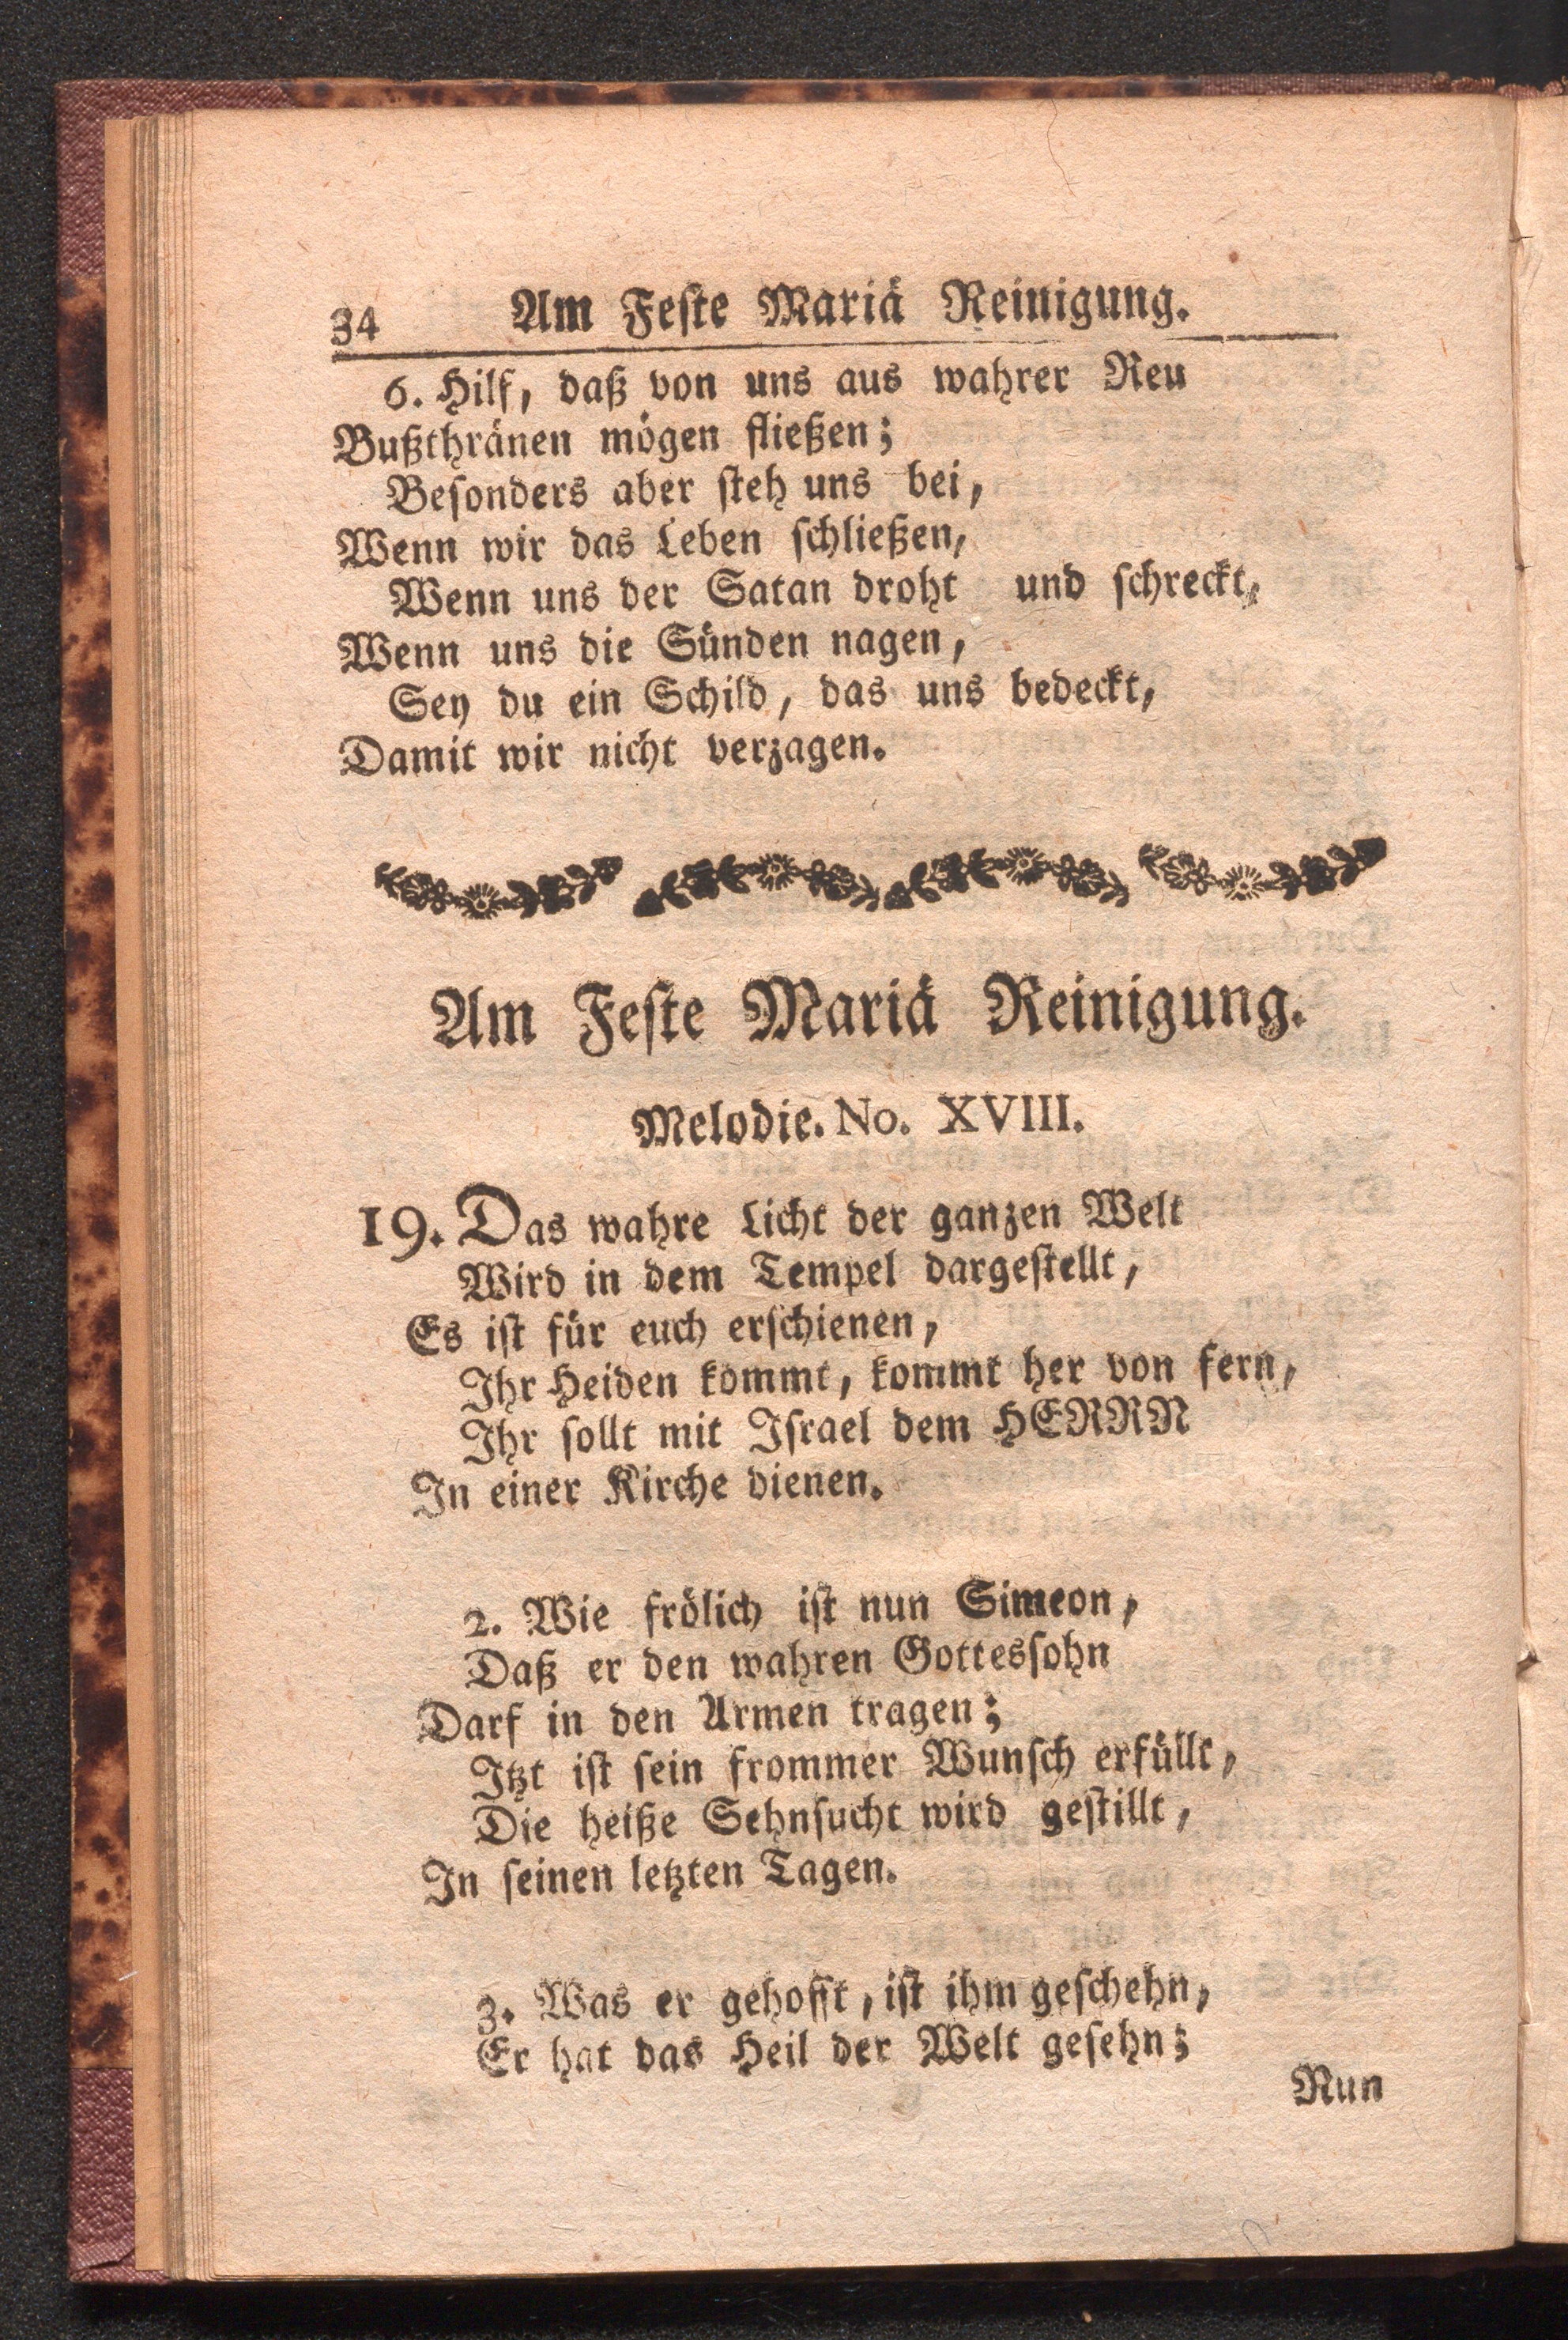 34 Am Feste Mariä Reinigung.
6. Hilf, daß von uns aus wahrer Reu
Bußthränen mögen fließen;
Besonders aber steh uns bei,
Wenn wir das Leben schließen,
Wenn uns der Satan droht und schreckt,
Wenn uns die Sünden nagen,
Sey du ein Schild, das uns bedeckt,
Damit wir nicht verzagen.
Am Feste Mariä Reinigung.
Melodie. No. XVIII.
19. Das wahre Licht der ganzen Welt
Wird in dem Tempel dargestellt,
Es ist für euch erschienen,
Ihr Heiden kommt, kommt her von fern,
Ihr sollt mit Israel dem HERRN
In einer Kirche dienen.
2. Wie frölich ist nun Simeon,
Daß er den wahren Gottessohn
Darf in den Armen tragen;
Itzt ist sein frommer Wunsch erfüllt,
Die heiße Sehnsucht wird gestillt,
In seinen letzten Tagen.
3. Was er gehofft, ist ihm geschehn,
Er hat das Heil der Welt gesehn;
Nun